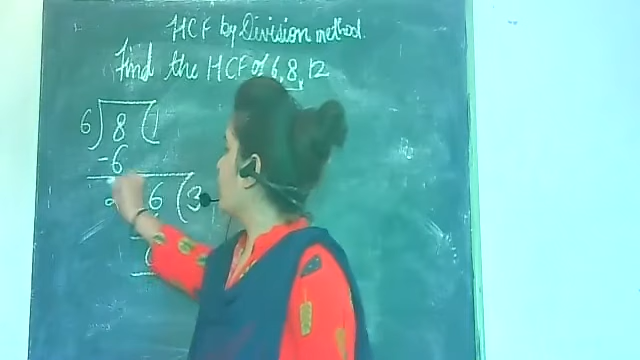 HCF by Division method.
Find the HCF of 6, 8, 12
6) 8 (1
-6
2 6 (3